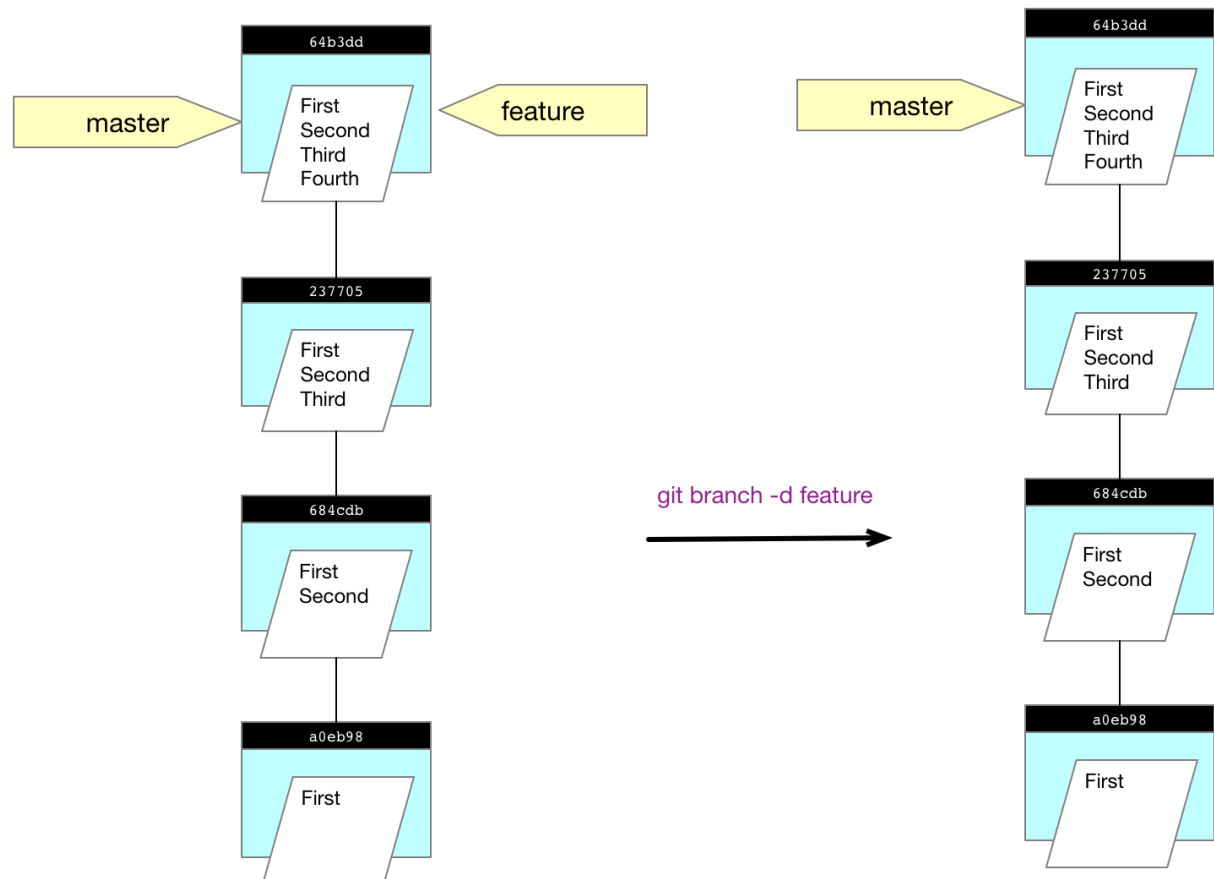 64b3dd
master
feature
First
Second
Third
Fourth
237705
First
Second
Third
684cdb
First
Second
a0eb98
First
git branch -d feature
64b3dd
master
First
Second
Third
Fourth
237705
First
Second
Third
684cdb
First
Second
a0eb98
First